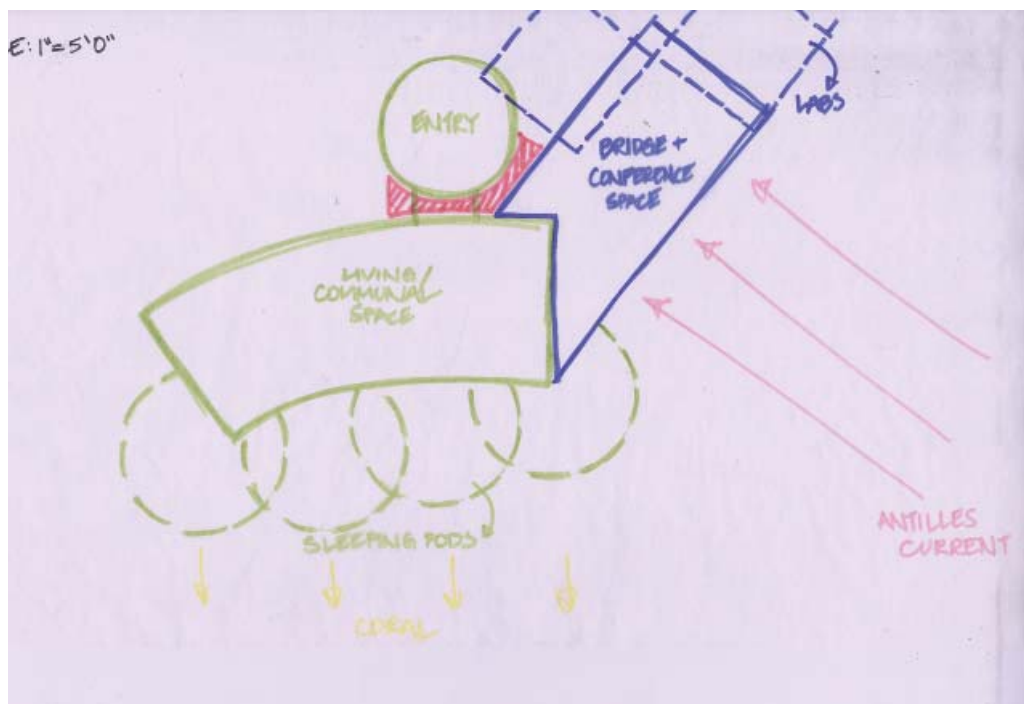 E: 1"=5'0"
ENTRY
LABS
BRIDGE +
CONFERENCE
SPACE
LIVING/
COMMUNAL
SPACE
ANTILLES
CURRENT
SLEEPING PODS
CORAL